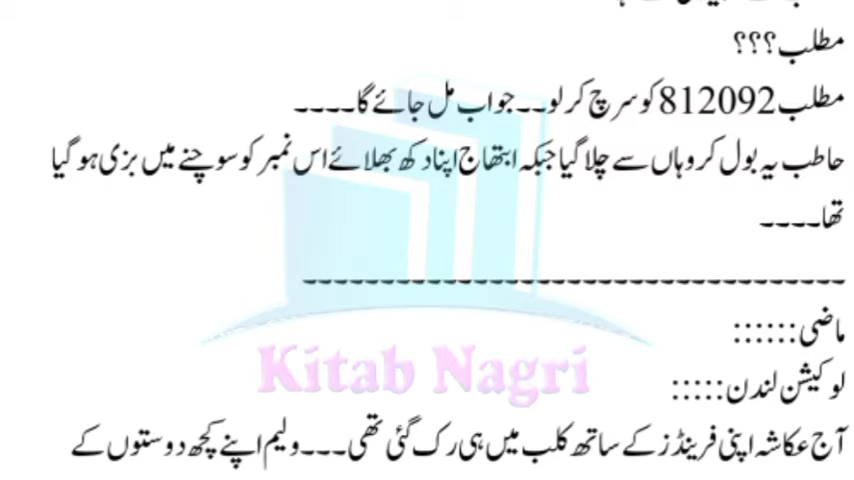 مطلب؟؟؟
مطلب 812092 کو سرچ کر لو۔۔ جواب مل جائے گا۔۔۔۔
حاطب یہ بول کر وہاں سے چلا گیا جبکہ ابتھاج اپنا دکھ بھلائے اس نمبر کو سوچنے میں بزی ہو گیا
تھا۔۔۔۔
۔۔۔۔۔۔۔۔۔۔۔۔۔۔۔۔۔۔۔۔۔۔۔۔۔۔۔۔۔۔۔۔۔۔۔
ماضی::::::
لوکیشن لندن:::::
Kitab Nagri
آج عکاشہ اپنی فرینڈز کے ساتھ کلب میں ہی رک گئی تھی۔۔۔ ولیم اپنے کچھ دوستوں کے